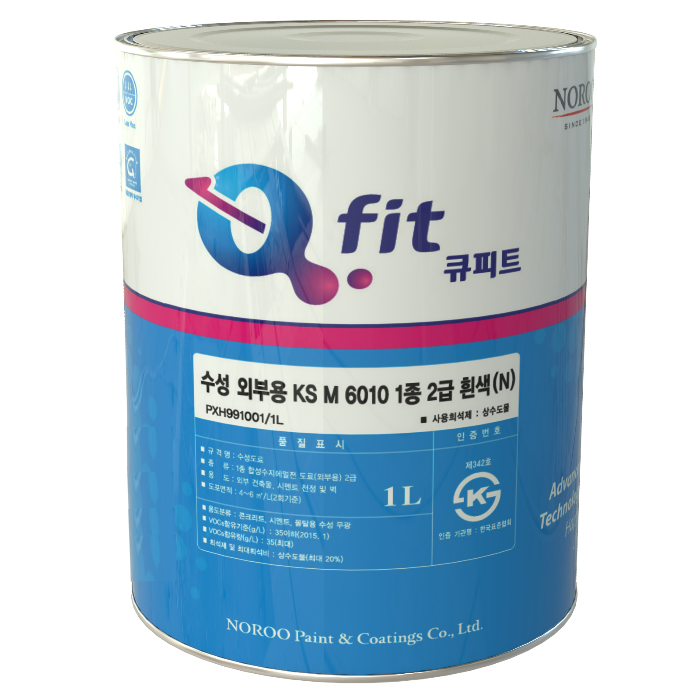 NOROO
SINCE
Q fit
큐피트
수성 외부용 KS M 6010 1종 2급 흰색(N)
PXH991001/1L
■ 사용희석제 : 상수도물
품 질 표 시
인 증 번 호
■ 규 격 명 : 수성도료
■ 종 류 : 1종 합성수지에멀젼 도료(외부용) 2급
■ 용 도 : 외부 건축물, 시멘트 천정 및 벽
■ 도포면적 : 4~6 ㎡/L(2회기준)
1L
제342호
KS
■ 용도분류 : 콘크리트, 시멘트, 몰탈용 수성 무광
■ VOCs함유기준(g/L) : 35이하(2015. 1)
■ VOCs함유량(g/L) : 35(최대)
■ 희석제 및 최대희석비 : 상수도물(최대 20%)
인증 기관명 : 한국표준협회
Advance
Technolog
NOROO Paint & Coatings Co., Ltd.